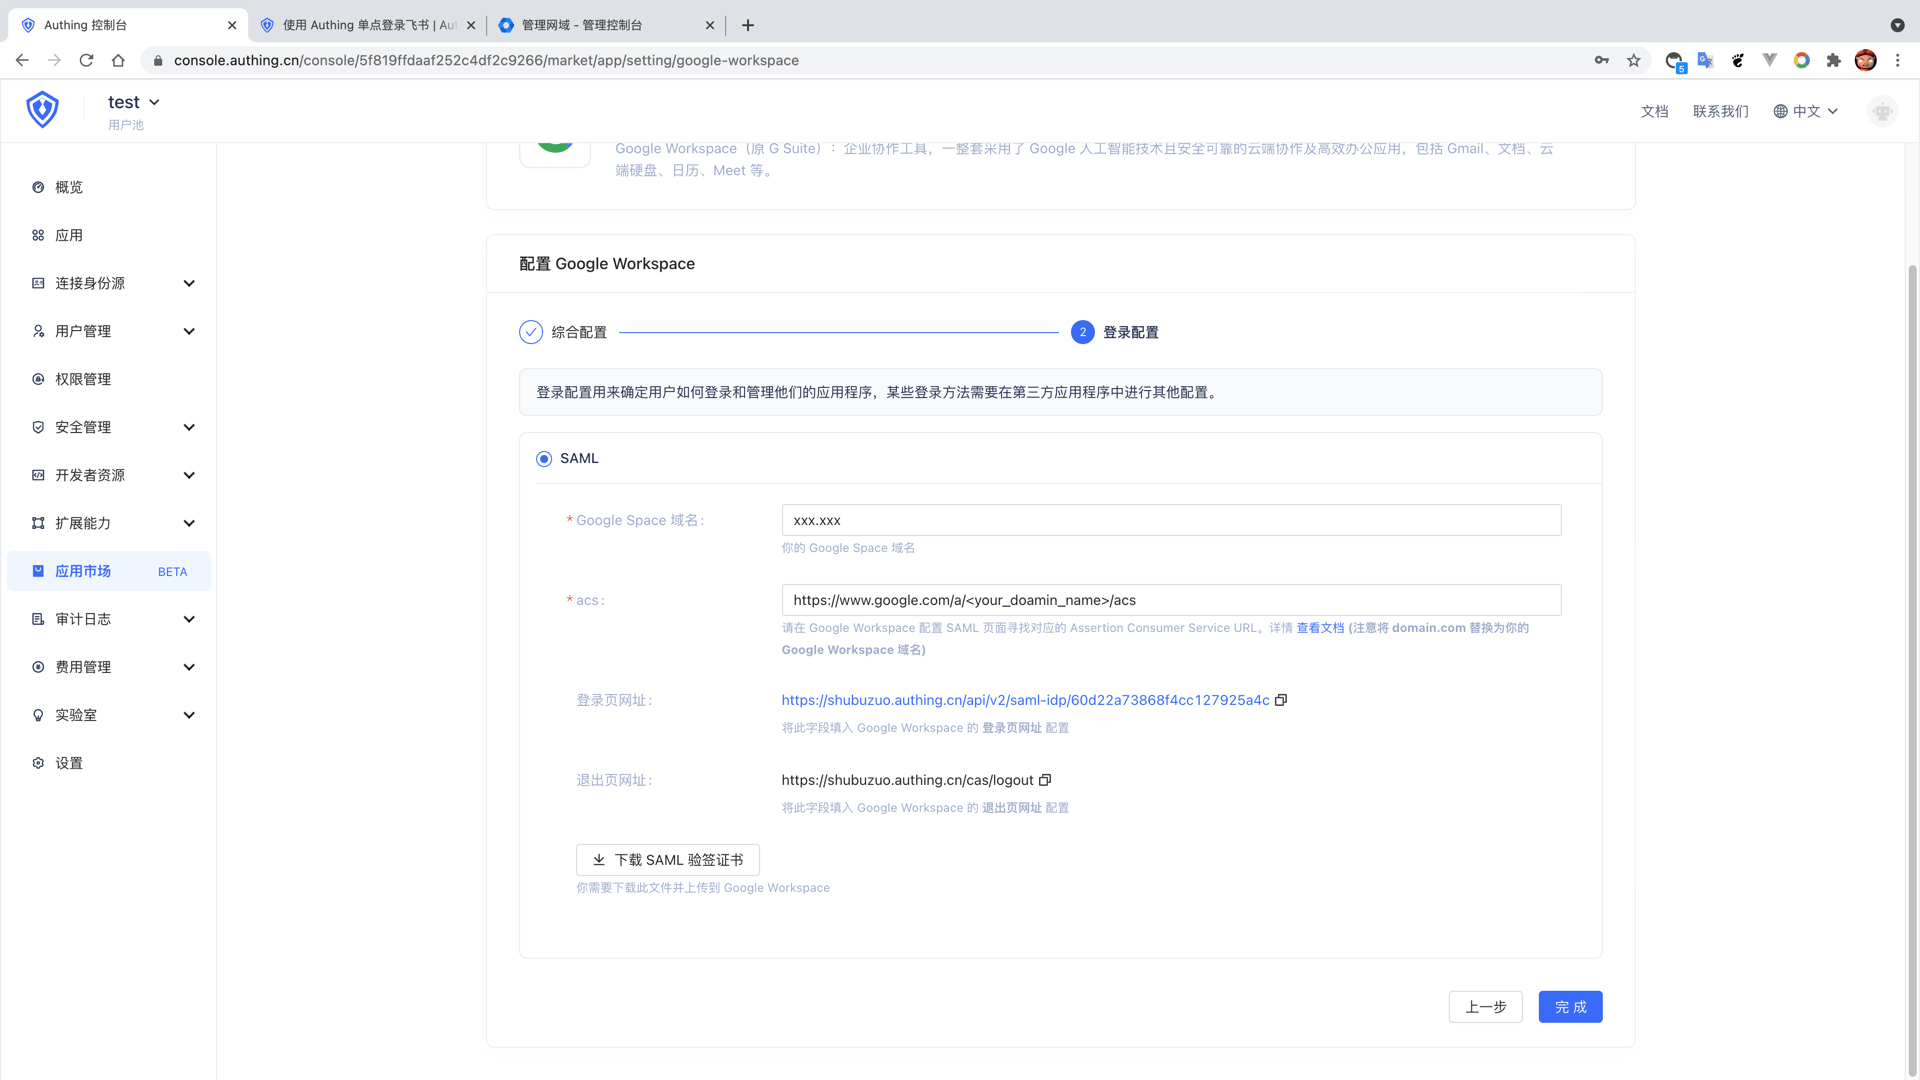 Authing 控制台
使用 Authing 单点登录飞书 | Aut
管理网域 - 管理控制台
console.authing.cn/console/5f819ffdaaf252c4df2c9266/market/app/setting/google-workspace
5
test
用户池
文档
联系我们
中文
概览
应用
连接身份源
用户管理
权限管理
安全管理
开发者资源
扩展能力
应用市场 BETA
审计日志
费用管理
实验室
设置
Google Workspace（原 G Suite）：企业协作工具，一整套采用了 Google 人工智能技术且安全可靠的云端协作及高效办公应用，包括 Gmail、文档、云
端硬盘、日历、Meet 等。
配置 Google Workspace
综合配置
2 登录配置
登录配置用来确定用户如何登录和管理他们的应用程序，某些登录方法需要在第三方应用程序中进行其他配置。
SAML
* Google Space 域名:
xxx.xxx
你的 Google Space 域名
* acs:
https://www.google.com/a/<your_doamin_name>/acs
请在 Google Workspace 配置 SAML 页面寻找对应的 Assertion Consumer Service URL。详情 查看文档 (注意将 domain.com 替换为你的
Google Workspace 域名)
登录页网址:
https://shubuzuo.authing.cn/api/v2/saml-idp/60d22a73868f4cc127925a4c
将此字段填入 Google Workspace 的 登录页网址 配置
退出页网址:
https://shubuzuo.authing.cn/cas/logout
将此字段填入 Google Workspace 的 退出页网址 配置
下载 SAML 验签证书
你需要下载此文件并上传到 Google Workspace
上一步
完 成